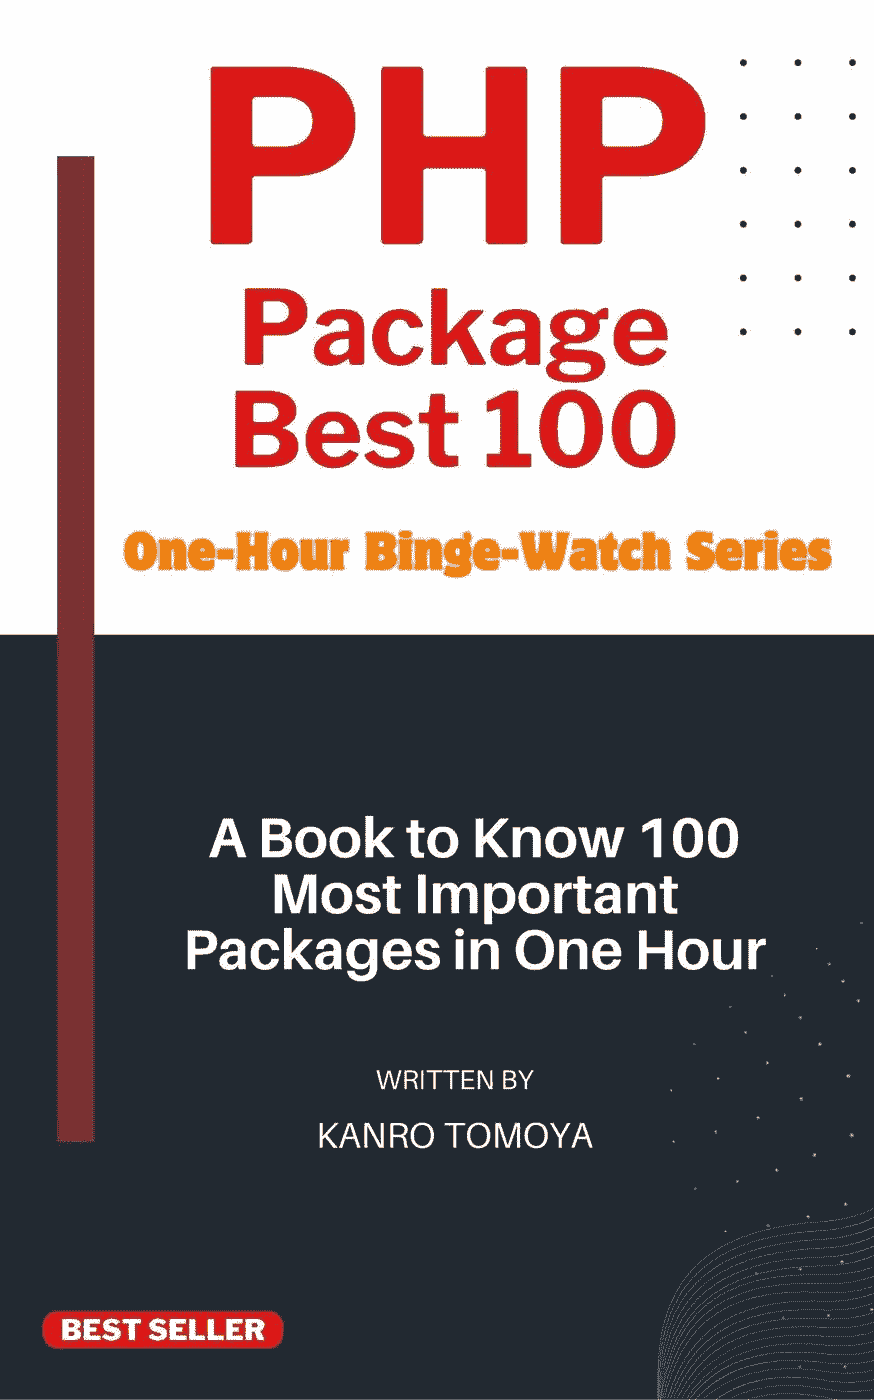 PHP
Package
Best 100
One-Hour Binge-Watch Series
A Book to Know 100
Most Important
Packages in One Hour
WRITTEN BY
KANRO TOMOYA
BEST SELLER